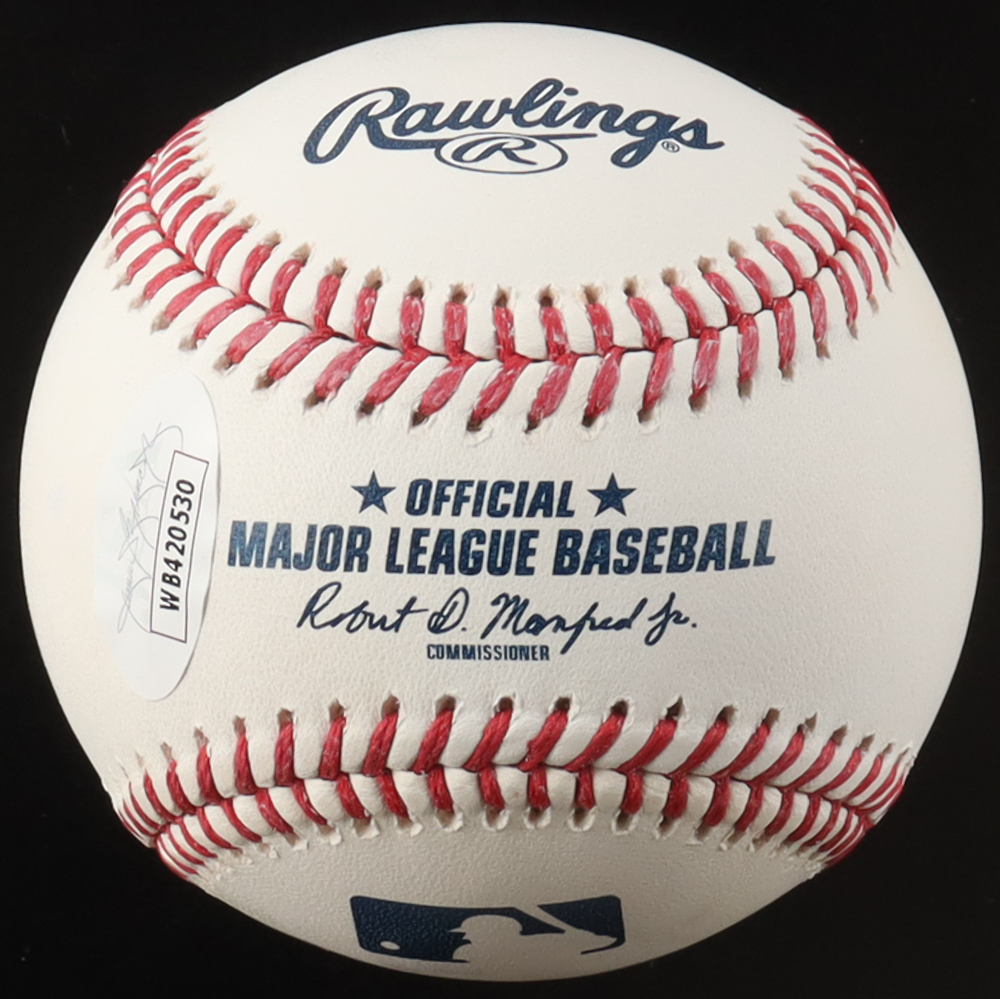 Rawlings®
R
★ OFFICIAL ★
MAJOR LEAGUE BASEBALL
Robert D. Manfred Jr.
COMMISSIONER
WB420530